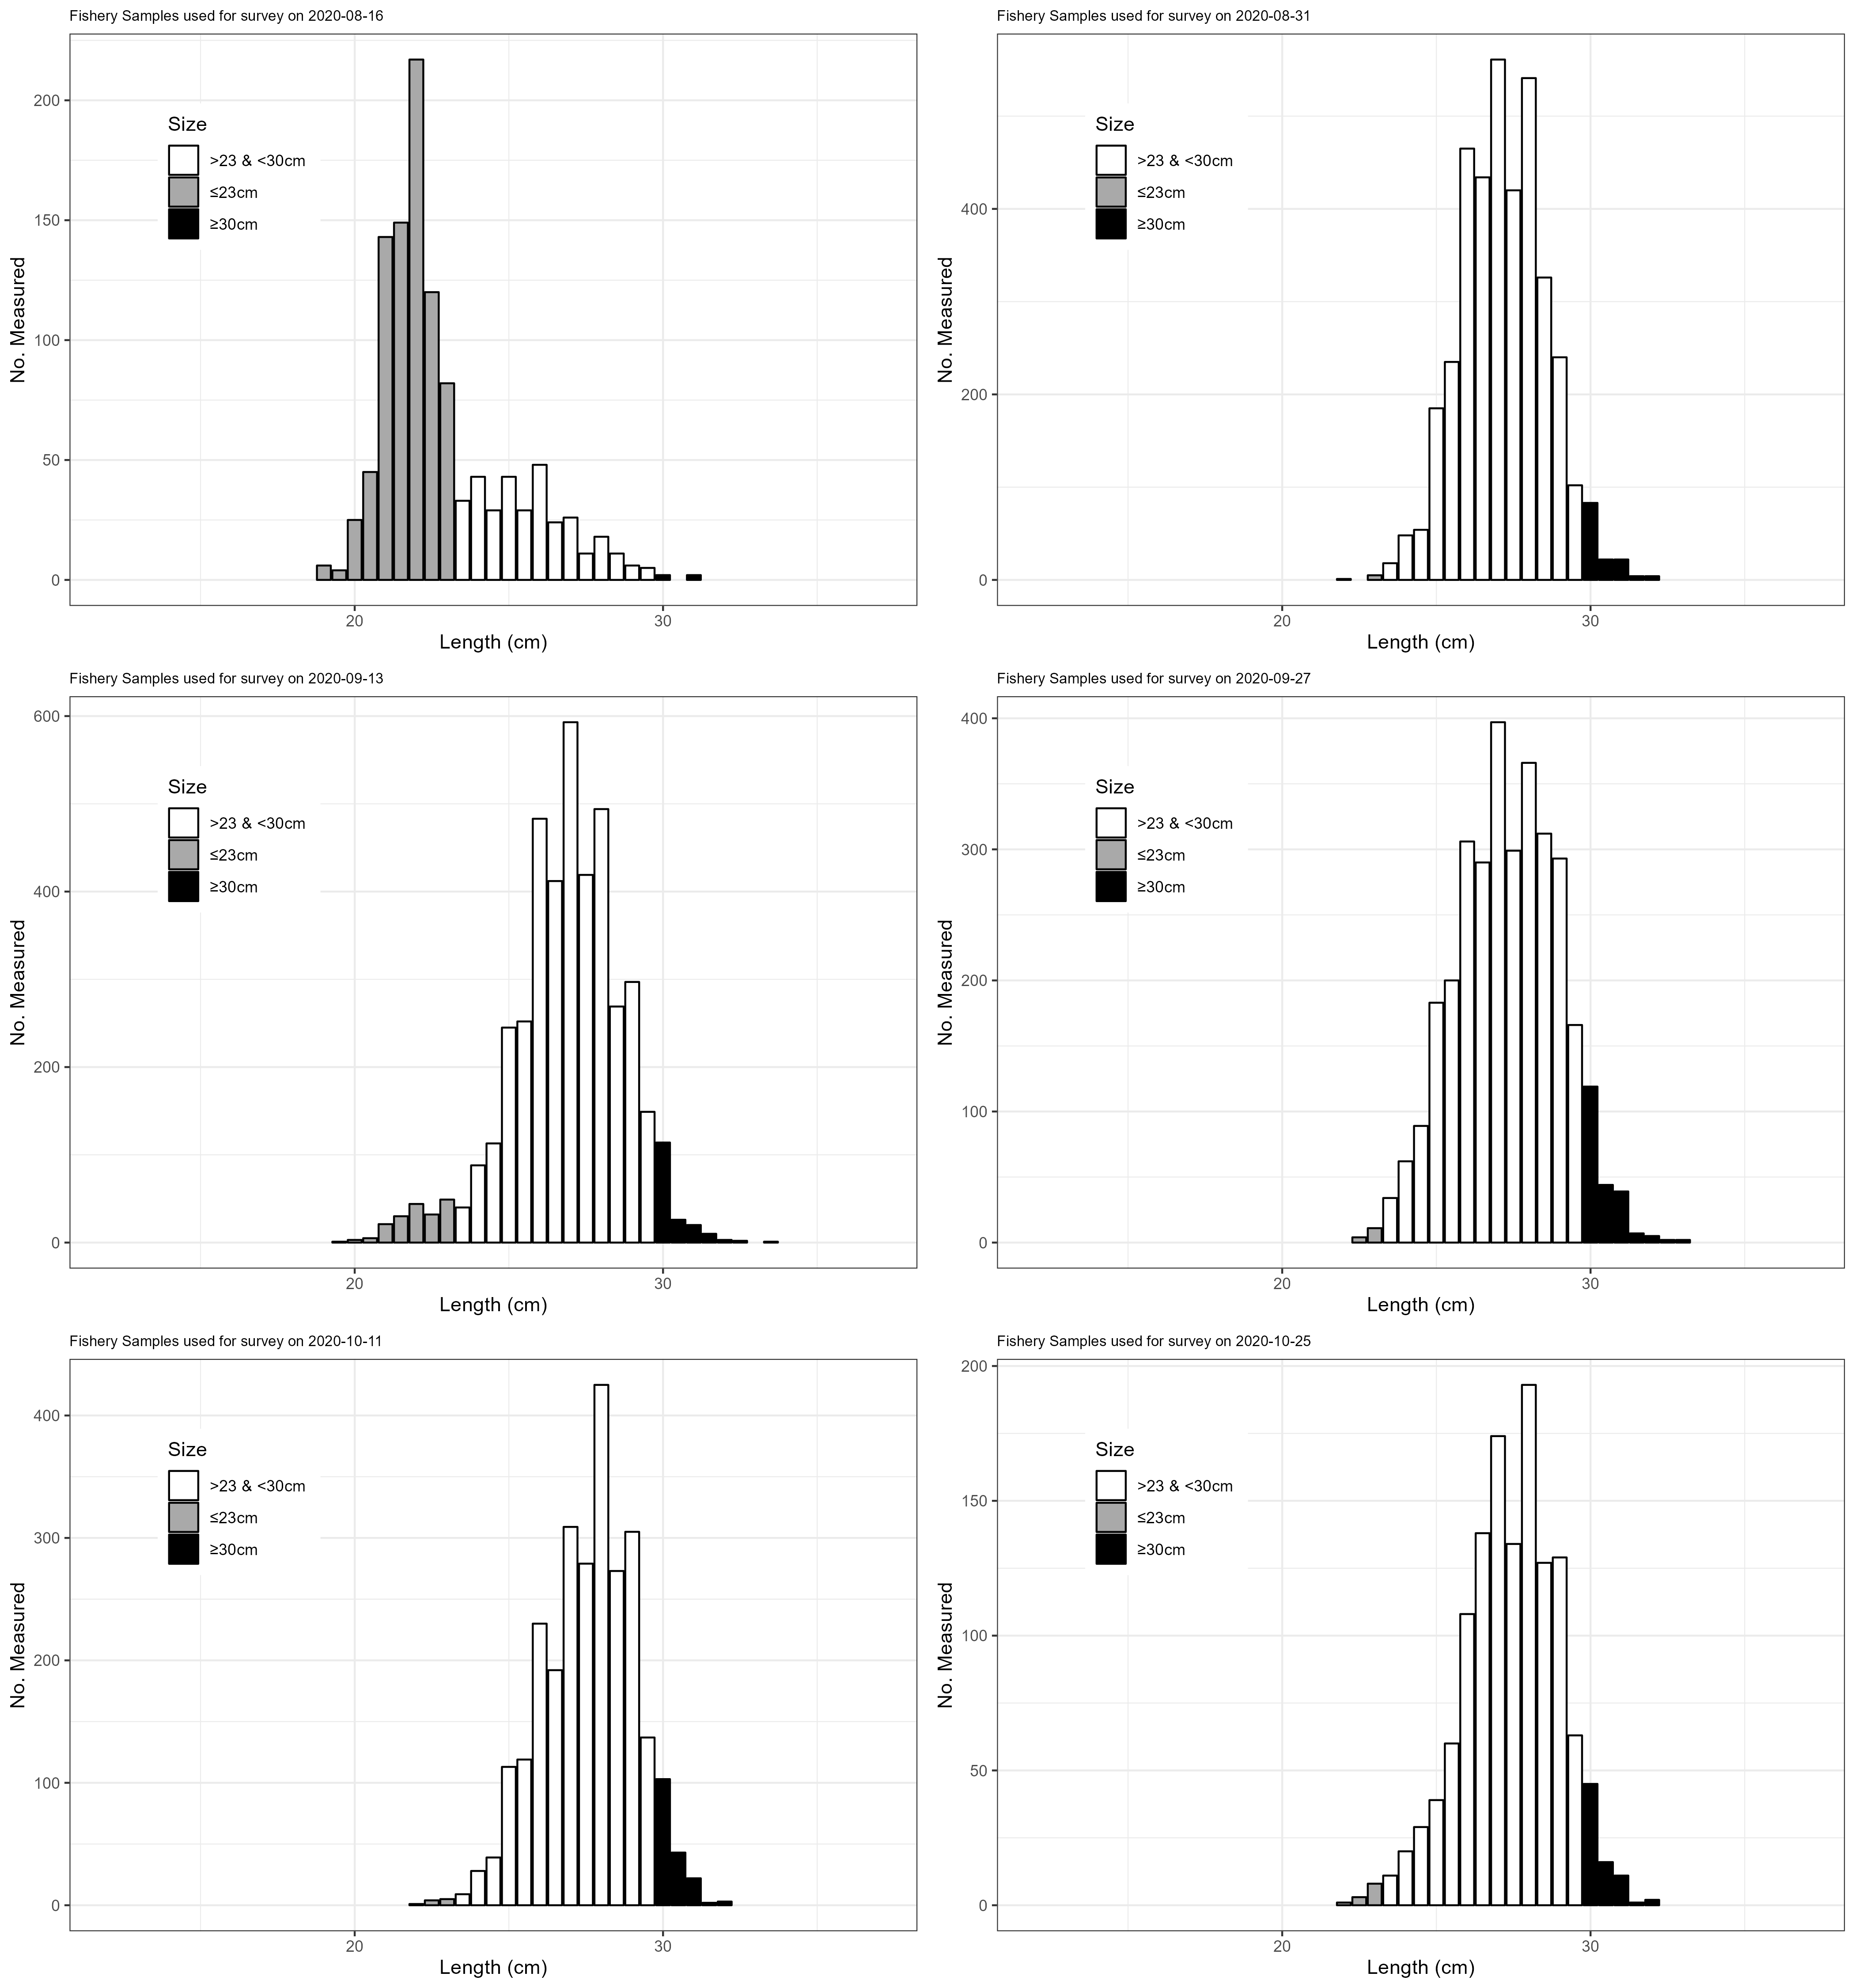 Fishery Samples used for survey on 2020-08-16
No. Measured
200
150
100
50
0
Size
>23 & <30cm
≤23cm
≥30cm
20 30
Length (cm)
Fishery Samples used for survey on 2020-08-31
No. Measured
400
200
0
Size
>23 & <30cm
≤23cm
≥30cm
20 30
Length (cm)
Fishery Samples used for survey on 2020-09-13
No. Measured
600
400
200
0
Size
>23 & <30cm
≤23cm
≥30cm
20 30
Length (cm)
Fishery Samples used for survey on 2020-09-27
No. Measured
400
300
200
100
0
Size
>23 & <30cm
≤23cm
≥30cm
20 30
Length (cm)
Fishery Samples used for survey on 2020-10-11
No. Measured
400
300
200
100
0
Size
>23 & <30cm
≤23cm
≥30cm
20 30
Length (cm)
Fishery Samples used for survey on 2020-10-25
No. Measured
200
150
100
50
0
Size
>23 & <30cm
≤23cm
≥30cm
20 30
Length (cm)